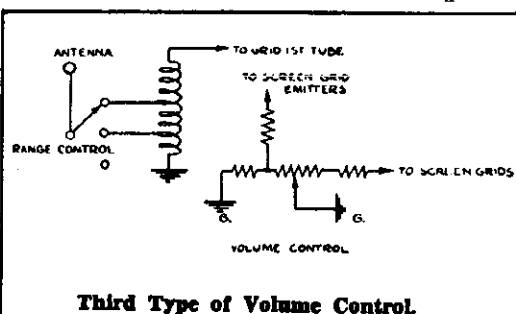 ANTENNA
TO GRID 1ST TUBE
TO SCREEN GRID
EMITTERS
RANGE CONTROL
TO SCREEN GRIDS
G.
G.
VOLUME CONTROL
Third Type of Volume Control.